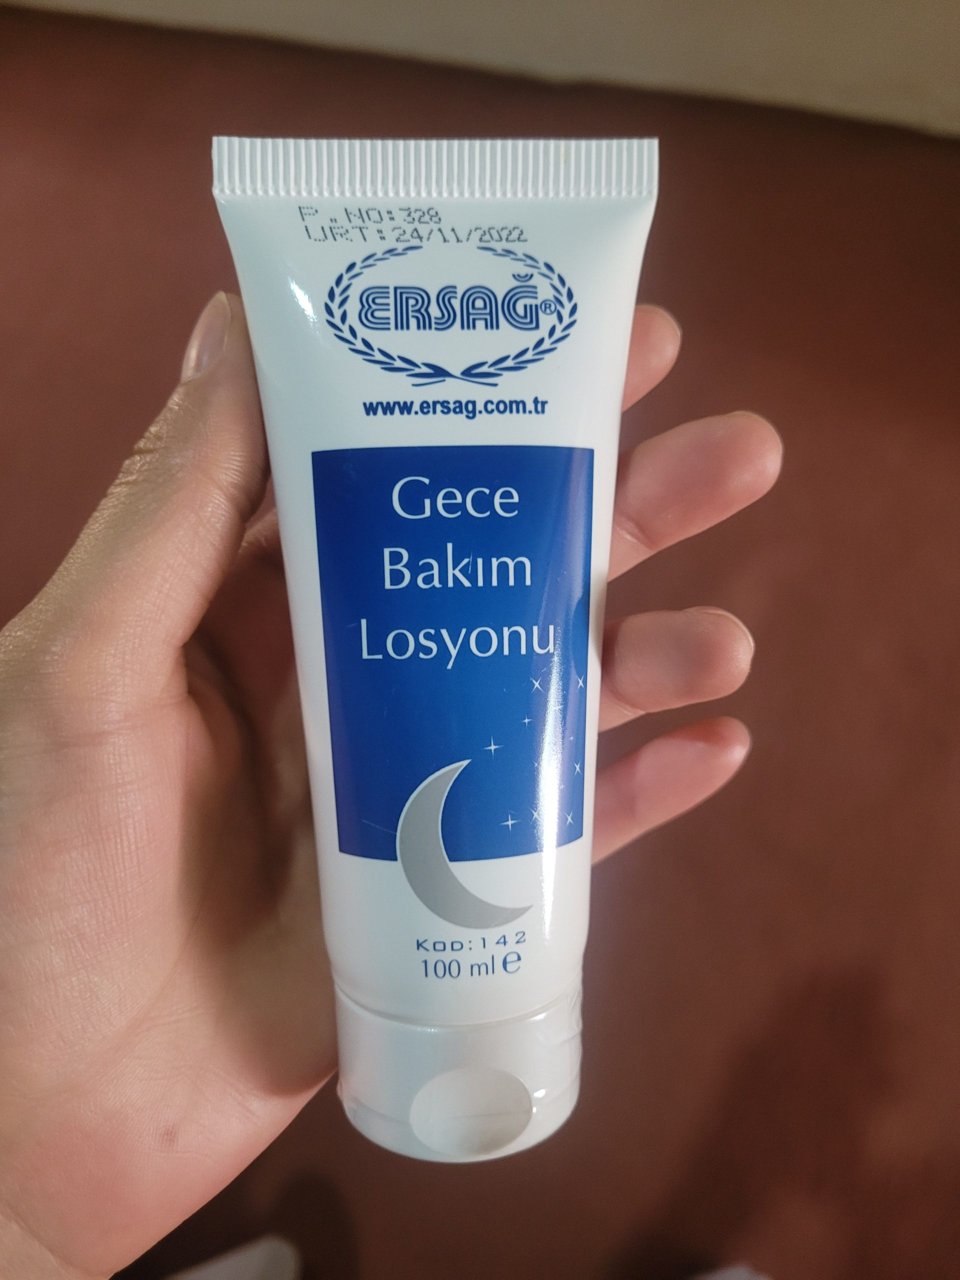 P.NO:328
URT:24/11/2022
ERSAĞ®
www.ersag.com.tr
Gece
Bakım
Losyonu
KOD:142
100 ml e